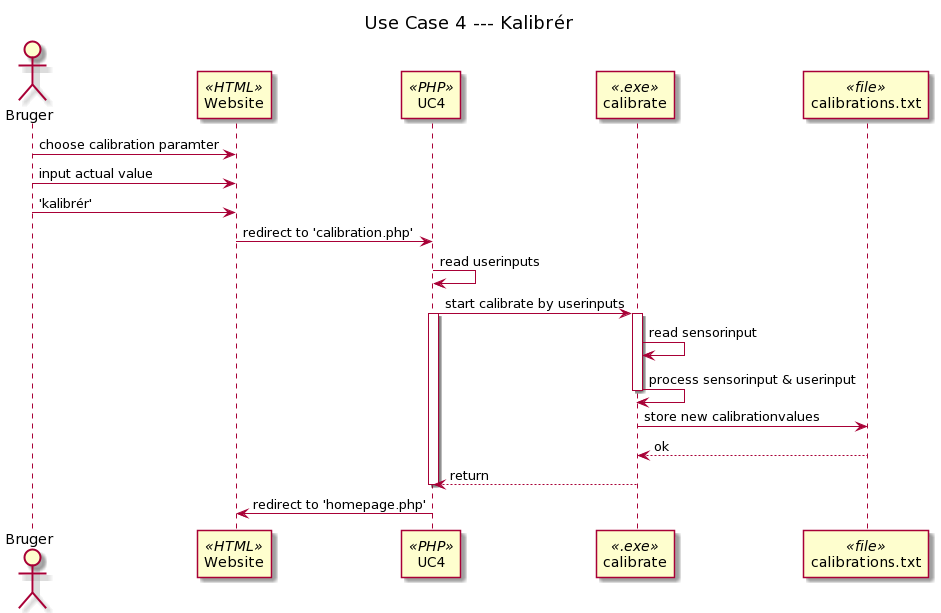 Use Case 4 --- Kalibrér
Bruger
«HTML»
Website
«PHP»
UC4
«.exe»
calibrate
«file»
calibrations.txt
choose calibration paramter
input actual value
'kalibrér'
redirect to 'calibration.php'
read userinputs
start calibrate by userinputs
read sensorinput
process sensorinput & userinput
store new calibrationvalues
ok
return
redirect to 'homepage.php'
Bruger
«HTML»
Website
«PHP»
UC4
«.exe»
calibrate
«file»
calibrations.txt